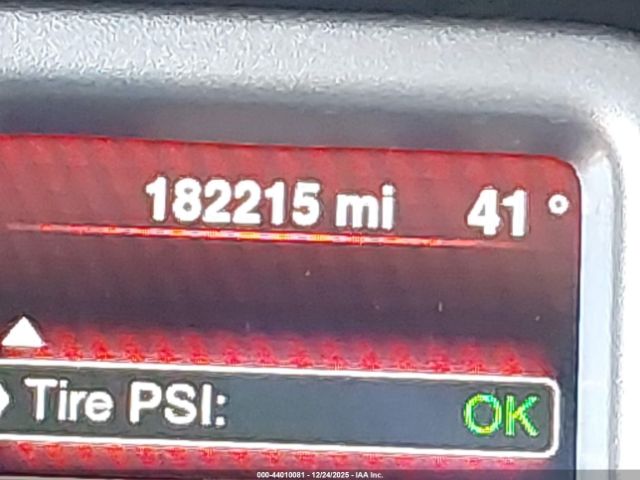 182215 mi 41°
Tire PSI: OK
000-44010081 - 12/24/2025 - IAA Inc.